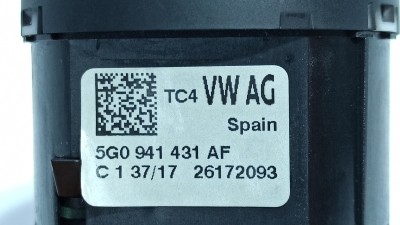 TC4 VW AG
Spain
5G0 941 431 AF
C 1 37/17 26172093